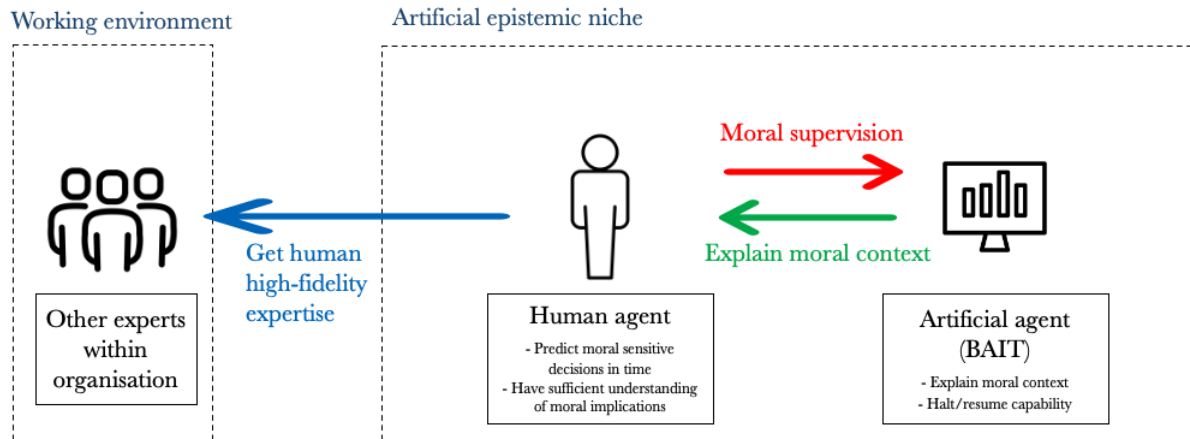 Working environment
Artificial epistemic niche
Moral supervision
Explain moral context
Get human
high-fidelity
expertise
Other experts
within
organisation
Human agent
- Predict moral sensitive
decisions in time
- Have sufficient understanding
of moral implications
Artificial agent
(BAIT)
- Explain moral context
- Halt/resume capability